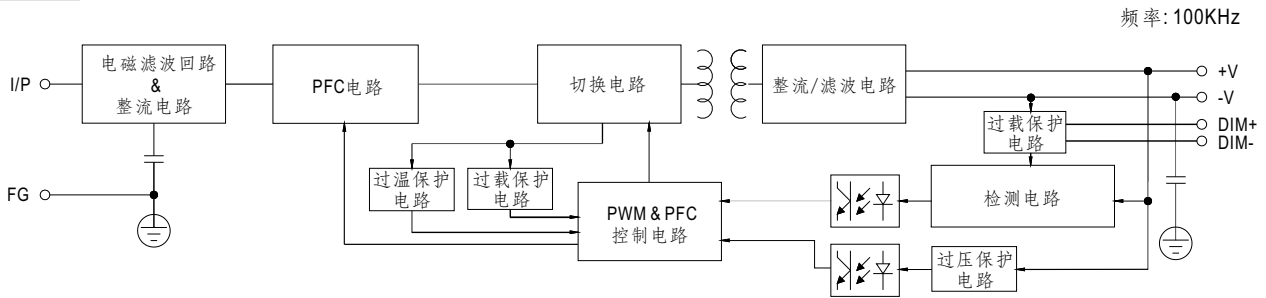 频率: 100KHz
I/P
电磁滤波回路
&
整流电路
PFC电路
切换电路
整流/滤波电路
+V
-V
DIM+
DIM-
过载保护
电路
FG
过温保护
电路
过载保护
电路
PWM & PFC
控制电路
检测电路
过压保护
电路